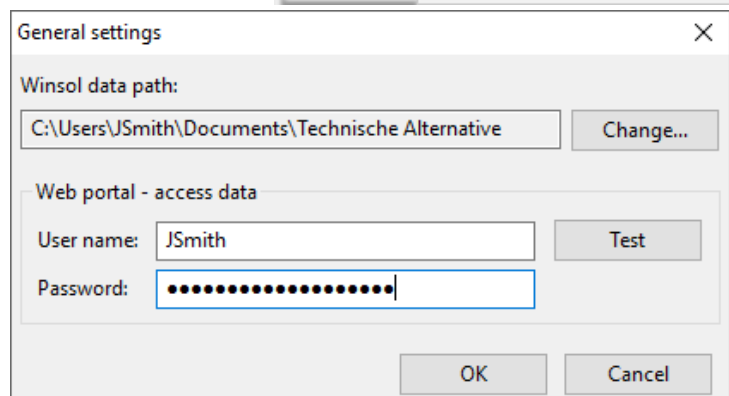 General settings
Winsol data path:
C:\Users\JSmith\Documents\Technische Alternative
Change...
Web portal - access data
User name: JSmith
Test
Password: ●●●●●●●●●●●●●●●●●●●
OK
Cancel